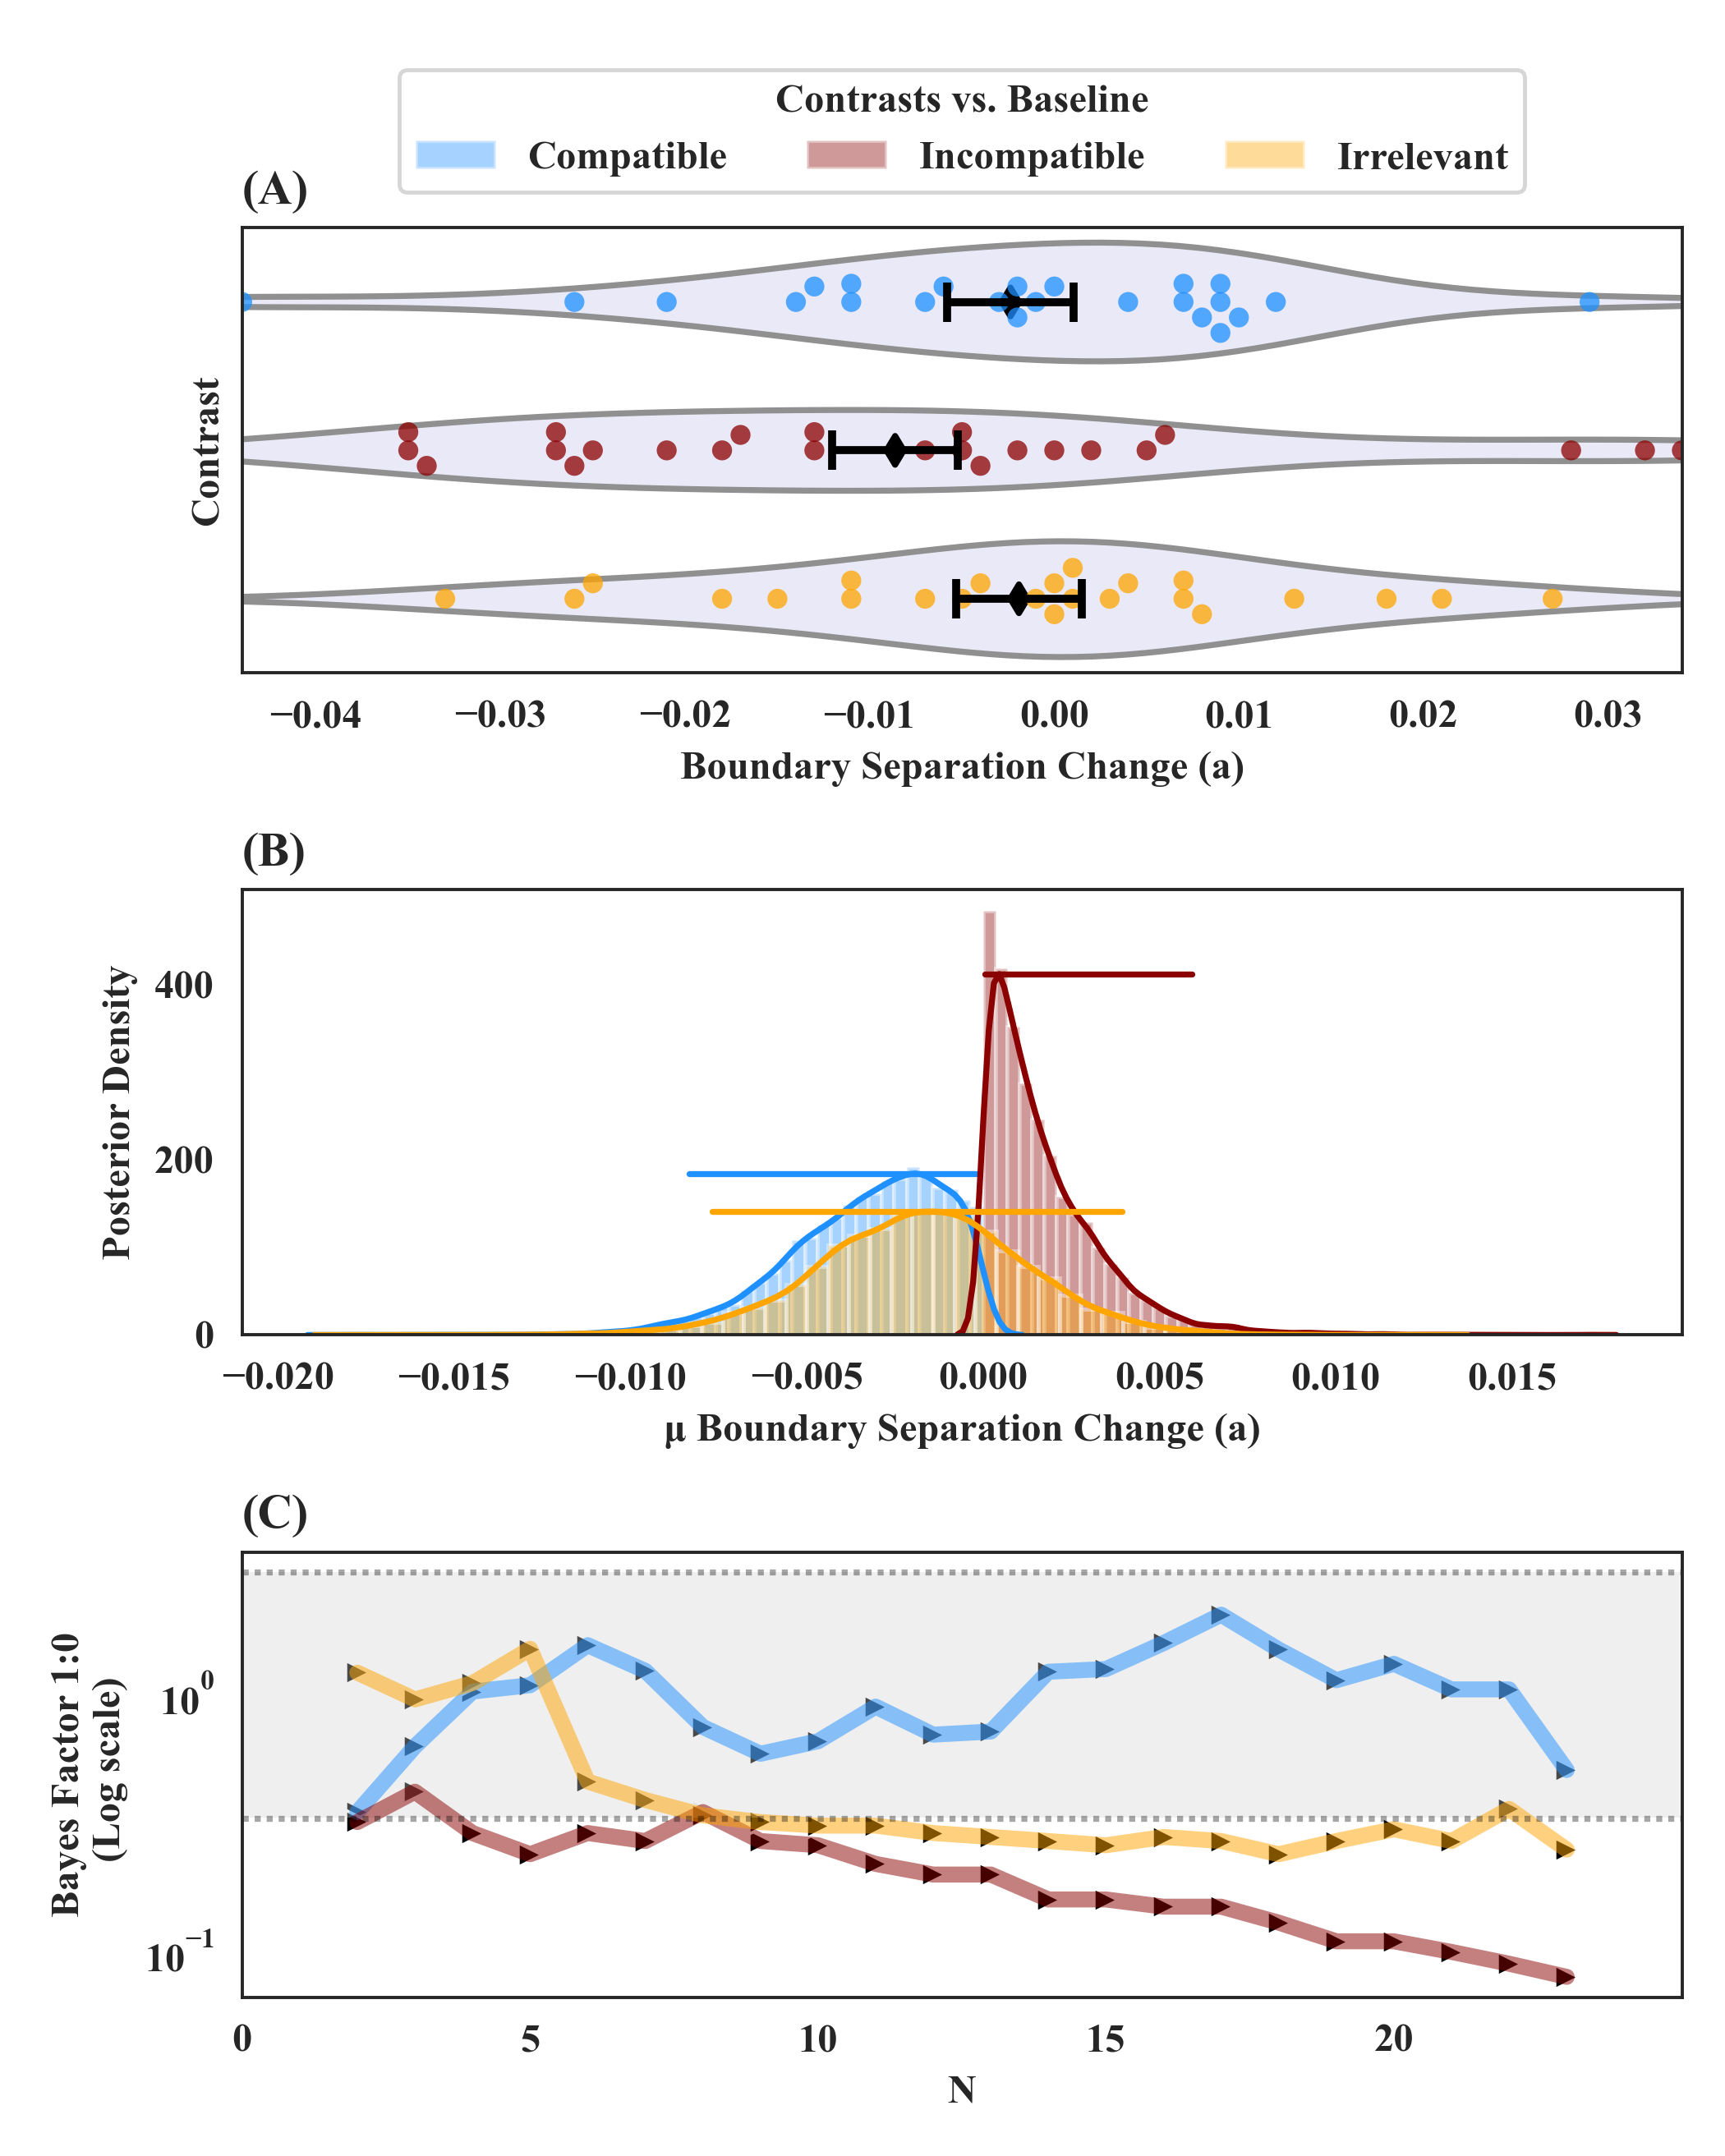 Contrasts vs. Baseline
Compatible Incompatible Irrelevant
(A)
Contrast
−0.04 −0.03 −0.02 −0.01 0.00 0.01 0.02 0.03
Boundary Separation Change (a)
(B)
Posterior Density
400
200
0
−0.020 −0.015 −0.010 −0.005 0.000 0.005 0.010 0.015
μ Boundary Separation Change (a)
(C)
Bayes Factor 1:0
(Log scale)
10⁰
10⁻¹
0 5 10 15 20
N